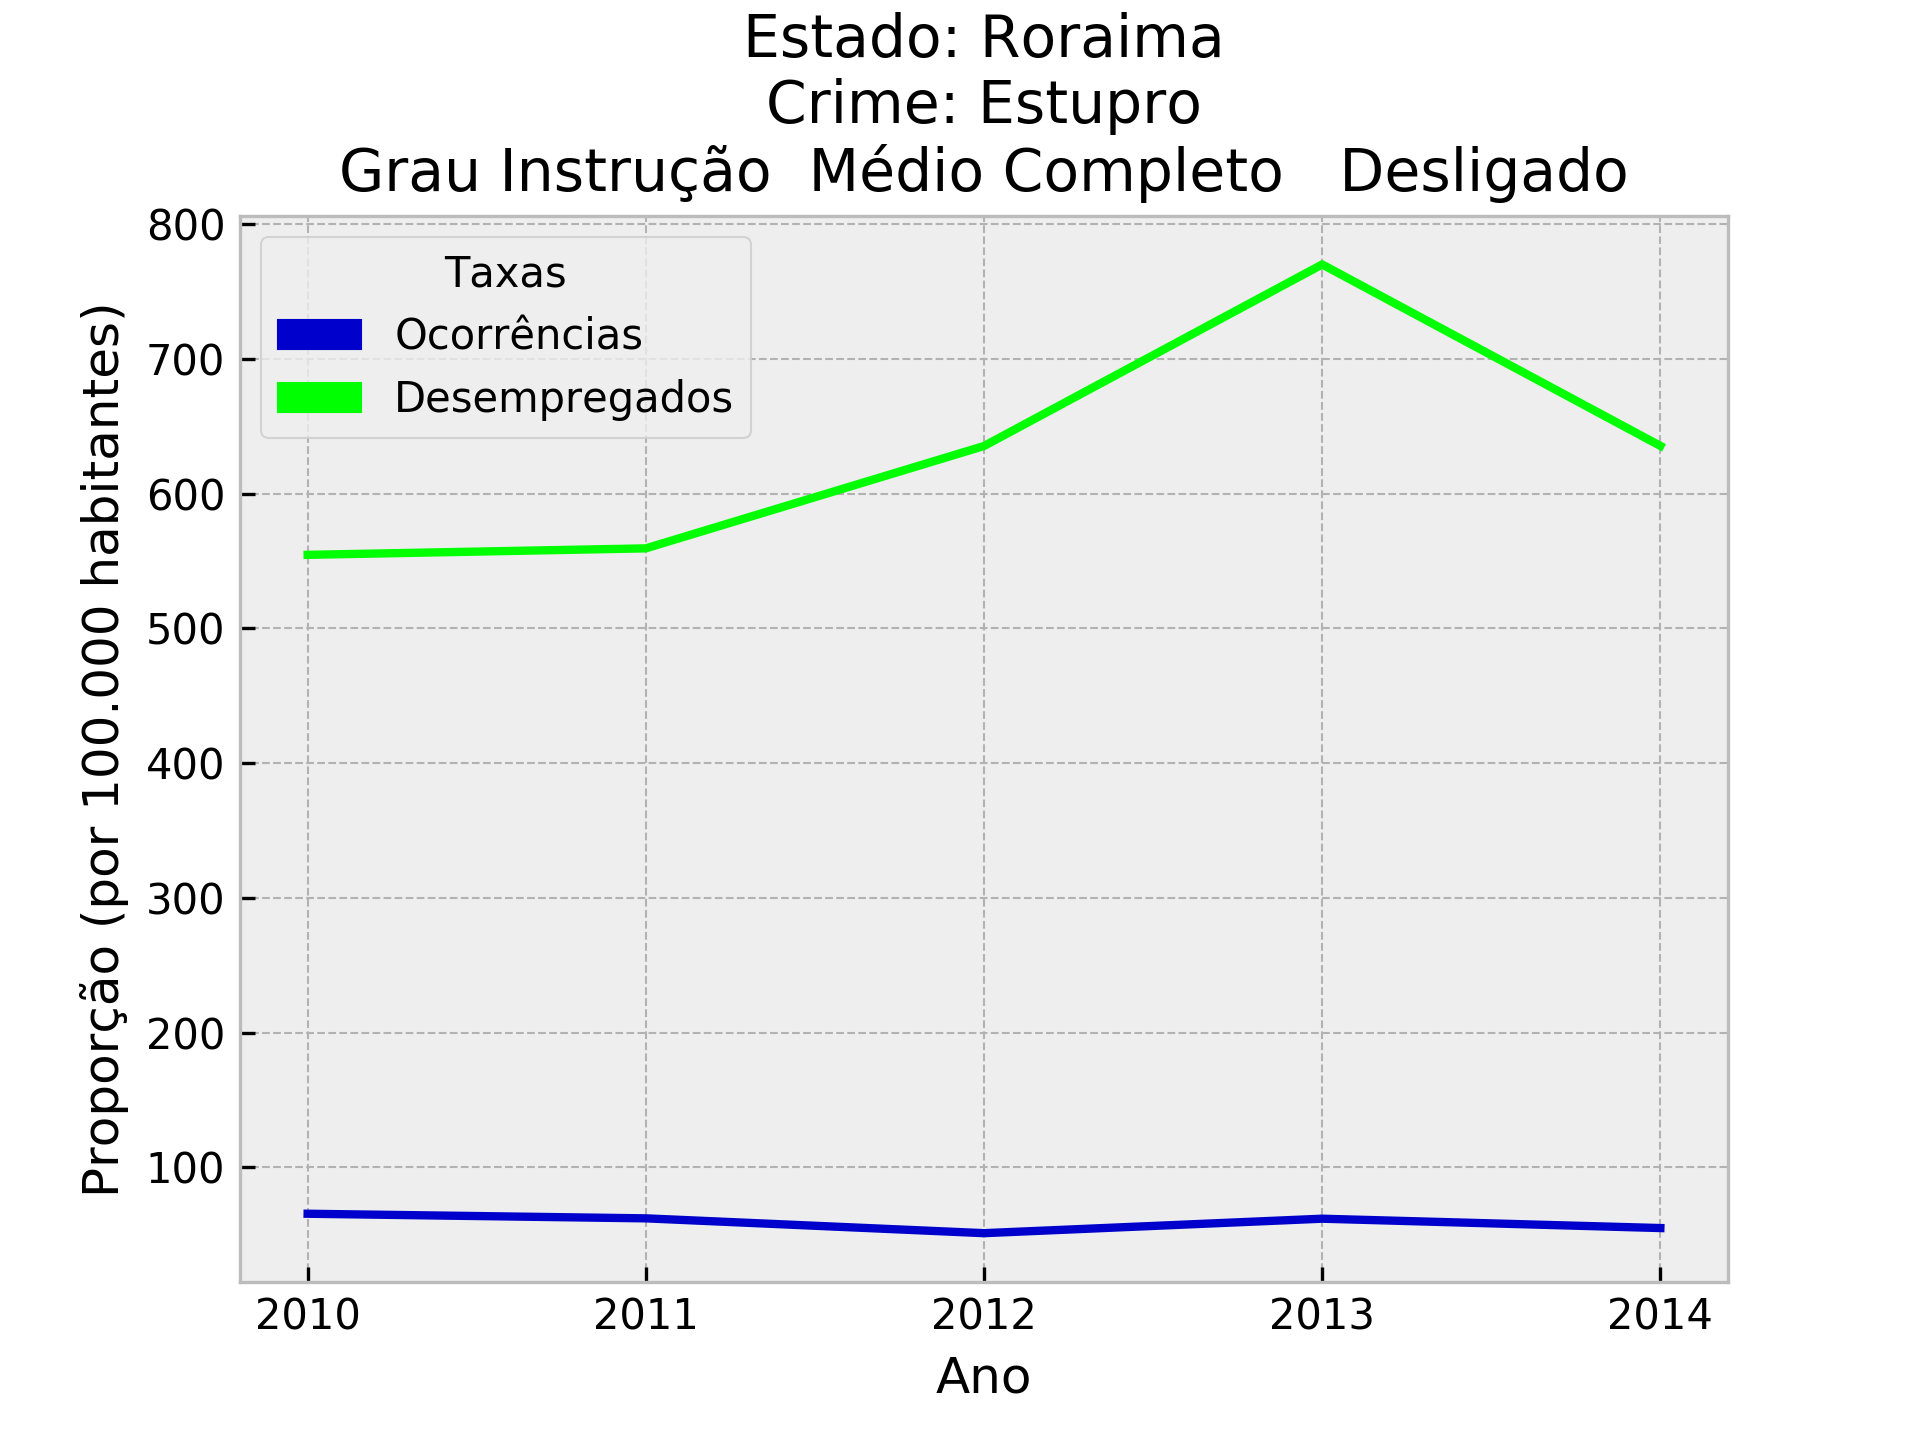 Estado: Roraima
Crime: Estupro
Grau Instrução  Médio Completo   Desligado
Proporção (por 100.000 habitantes)
800
700
600
500
400
300
200
100
Taxas
Ocorrências
Desempregados
2010 2011 2012 2013 2014
Ano